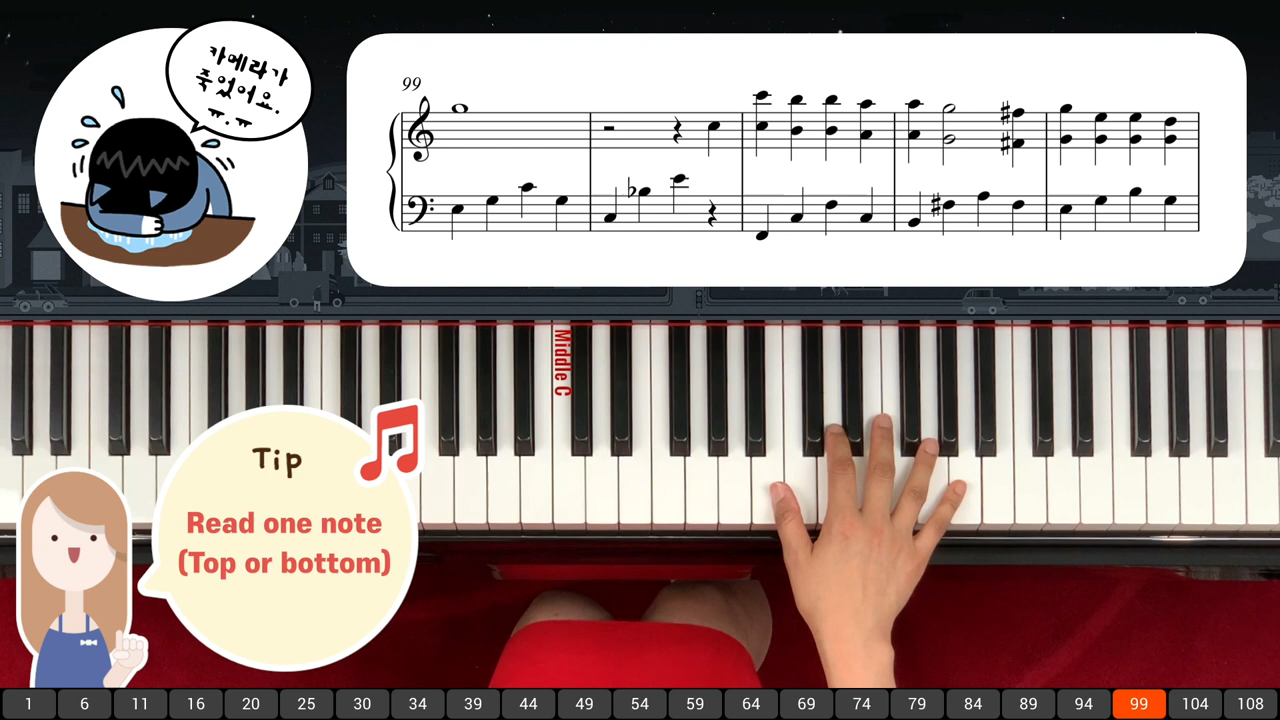 카메라가
죽었어요.
ㅠ.ㅠ
99
Middle C
Tip
Read one note
(Top or bottom)
1 6 11 16 20 25 30 34 39 44 49 54 59 64 69 74 79 84 89 94 99 104 108